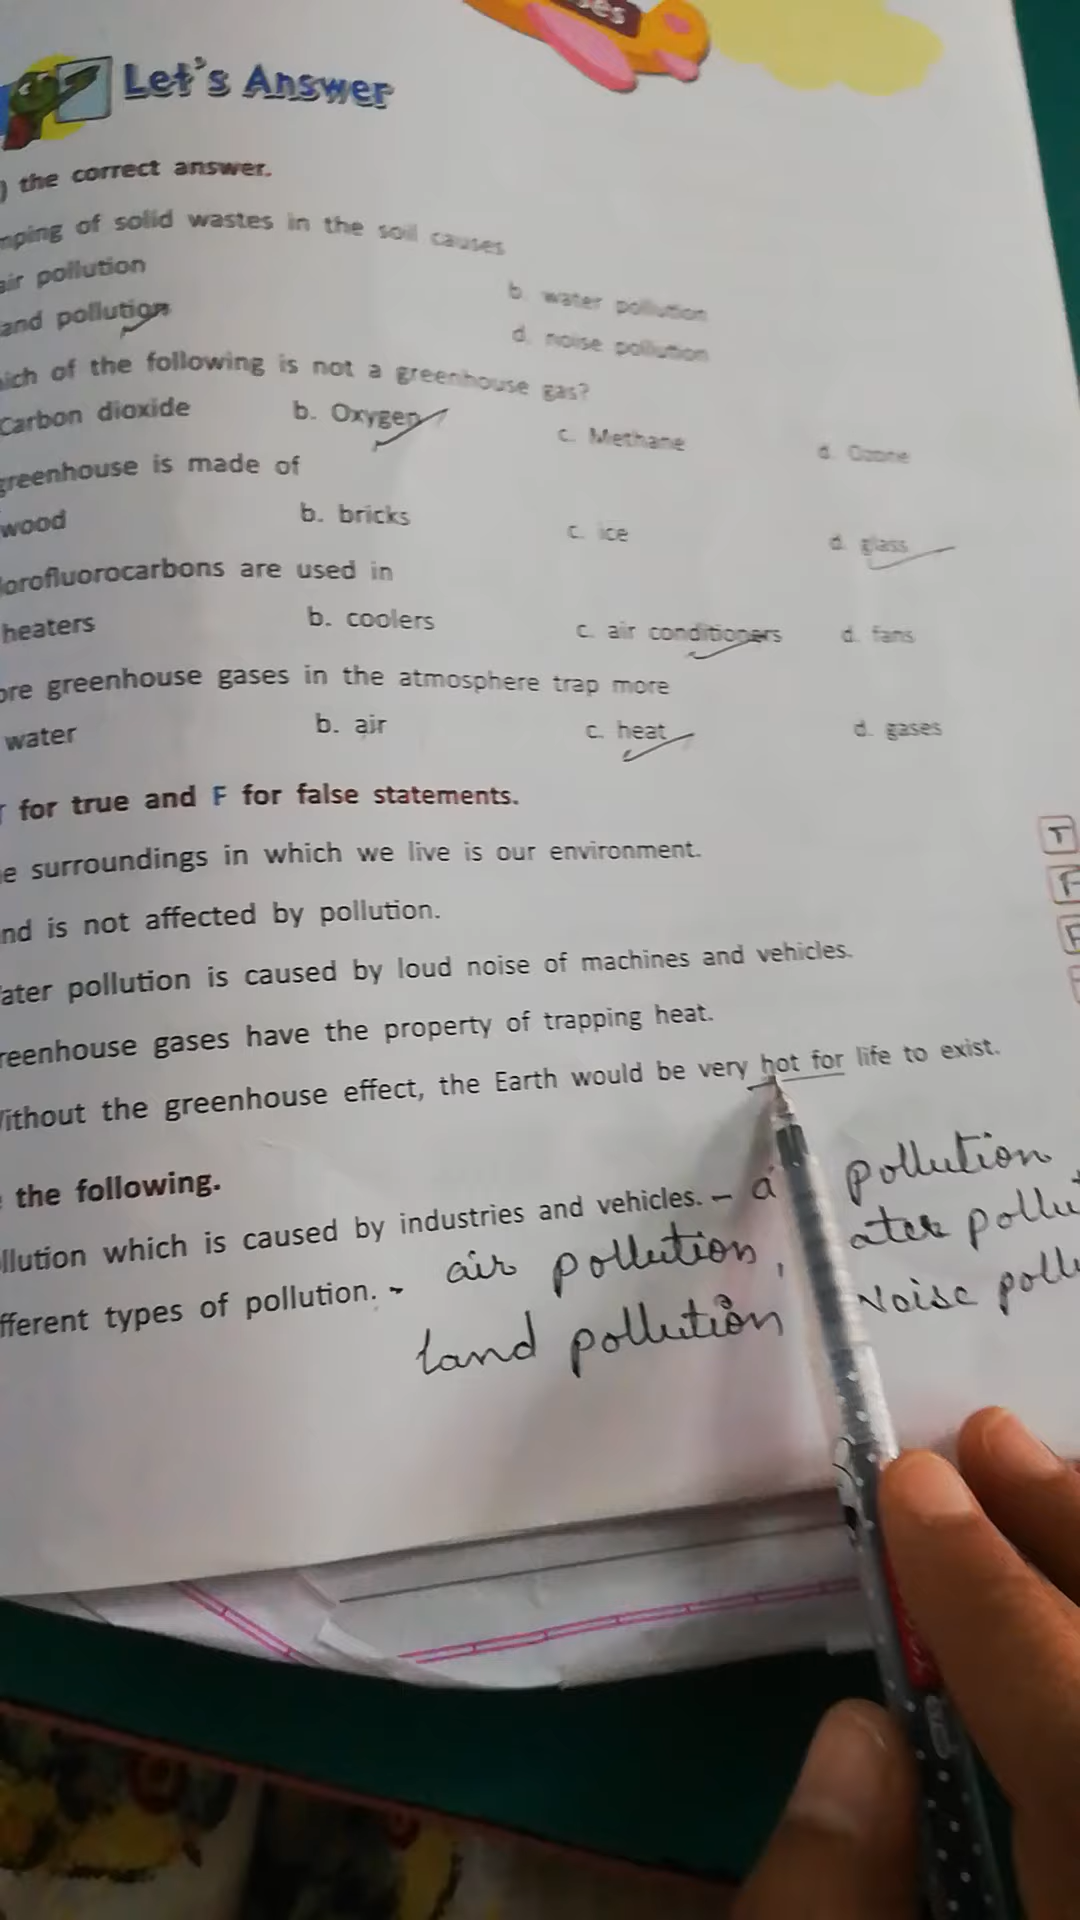 Let's Answer
the correct answer.
of solid wastes in the soil causes
air pollution
b. water pollution
and pollution
d. noise pollution
ich of the following is not a greenhouse gas?
Carbon dioxide b. Oxygen c. Methane d. Ozone
greenhouse is made of
wood b. bricks c. ice d. glass
lorofluorocarbons are used in
heaters b. coolers c. air conditioners d. fans
ore greenhouse gases in the atmosphere trap more
water b. air c. heat d. gases
for true and F for false statements.
e surroundings in which we live is our environment. T
nd is not affected by pollution. F
ater pollution is caused by loud noise of machines and vehicles. F
reenhouse gases have the property of trapping heat.
ithout the greenhouse effect, the Earth would be very hot for life to exist.
the following.
llution which is caused by industries and vehicles. – a pollution
fferent types of pollution. - air pollution, ater pollu
land pollution Noise pollu